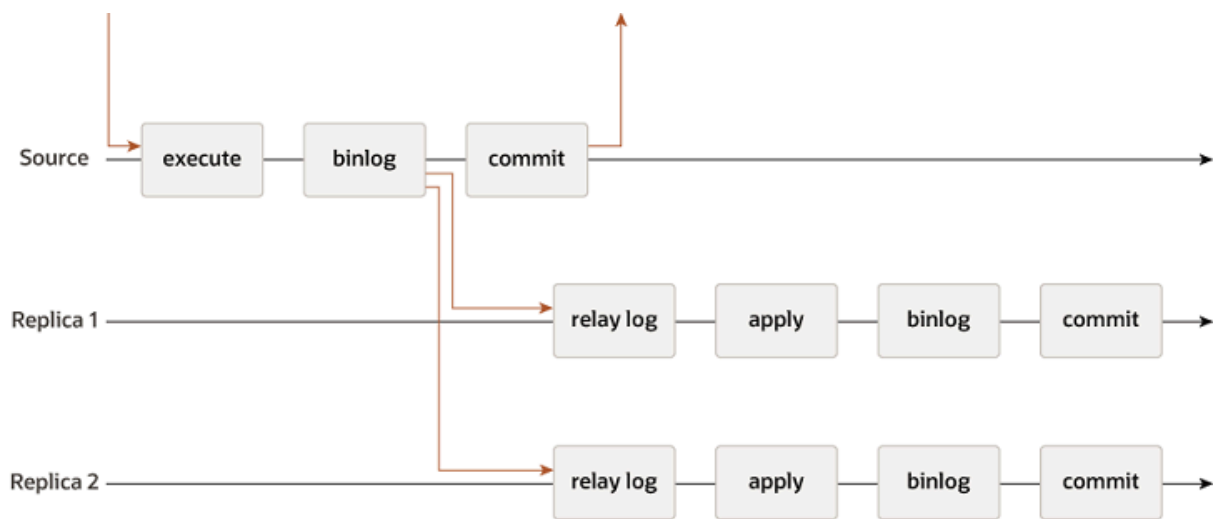 Source execute binlog commit
Replica 1 relay log apply binlog commit
Replica 2 relay log apply binlog commit